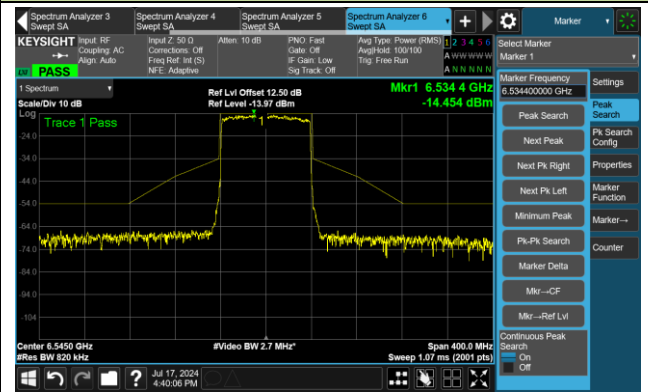 Spectrum Analyzer 3
Swept SA
Spectrum Analyzer 4
Swept SA
Spectrum Analyzer 5
Swept SA
Spectrum Analyzer 6
Swept SA
Marker
KEYSIGHT
Input: RF
Coupling: AC
Align: Auto
Input Z: 50 Ω
Corrections: Off
Freq Ref: Int (S)
NFE: Adaptive
Atten: 10 dB
PNO: Fast
Gate: Off
IF Gain: Low
Sig Track: Off
Avg Type: Power (RMS)
Avg|Hold: 100/100
Trig: Free Run
1 2 3 4 5 6
A W W W W W
A N N N N N
PASS
1 Spectrum
Scale/Div 10 dB
Ref Lvl Offset 12.50 dB
Ref Level -13.97 dBm
Mkr1 6.534 4 GHz
-14.454 dBm
Log
Trace 1 Pass
1
-24.0
-34.0
-44.0
-54.0
-64.0
-74.0
-84.0
-94.0
-104
Center 6.5450 GHz
#Res BW 820 kHz
#Video BW 2.7 MHz*
Span 400.0 MHz
Sweep 1.07 ms (2001 pts)
Select Marker
Marker 1
Marker Frequency
6.534400000 GHz
Peak Search
Next Peak
Next Pk Right
Next Pk Left
Minimum Peak
Pk-Pk Search
Marker Delta
Mkr→CF
Mkr→Ref Lvl
Continuous Peak
Search
On
Off
Settings
Peak
Search
Pk Search
Config
Properties
Marker
Function
Marker→
Counter
Jul 17, 2024
4:40:06 PM